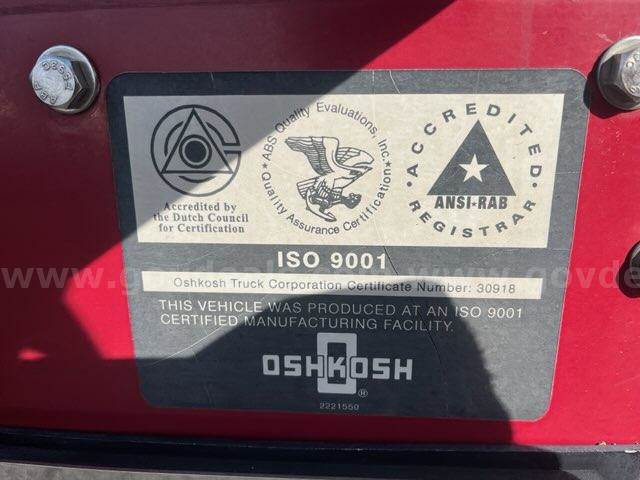 ABS Quality Evaluations, Inc.
Quality Assurance Certification
ACCREDITED
ANSI-RAB
REGISTRAR
Accredited by
the Dutch Council
for Certification
ISO 9001
Oshkosh Truck Corporation Certificate Number: 30918
THIS VEHICLE WAS PRODUCED AT AN ISO 9001
CERTIFIED MANUFACTURING FACILITY.
OSHKOSH
®
2221550